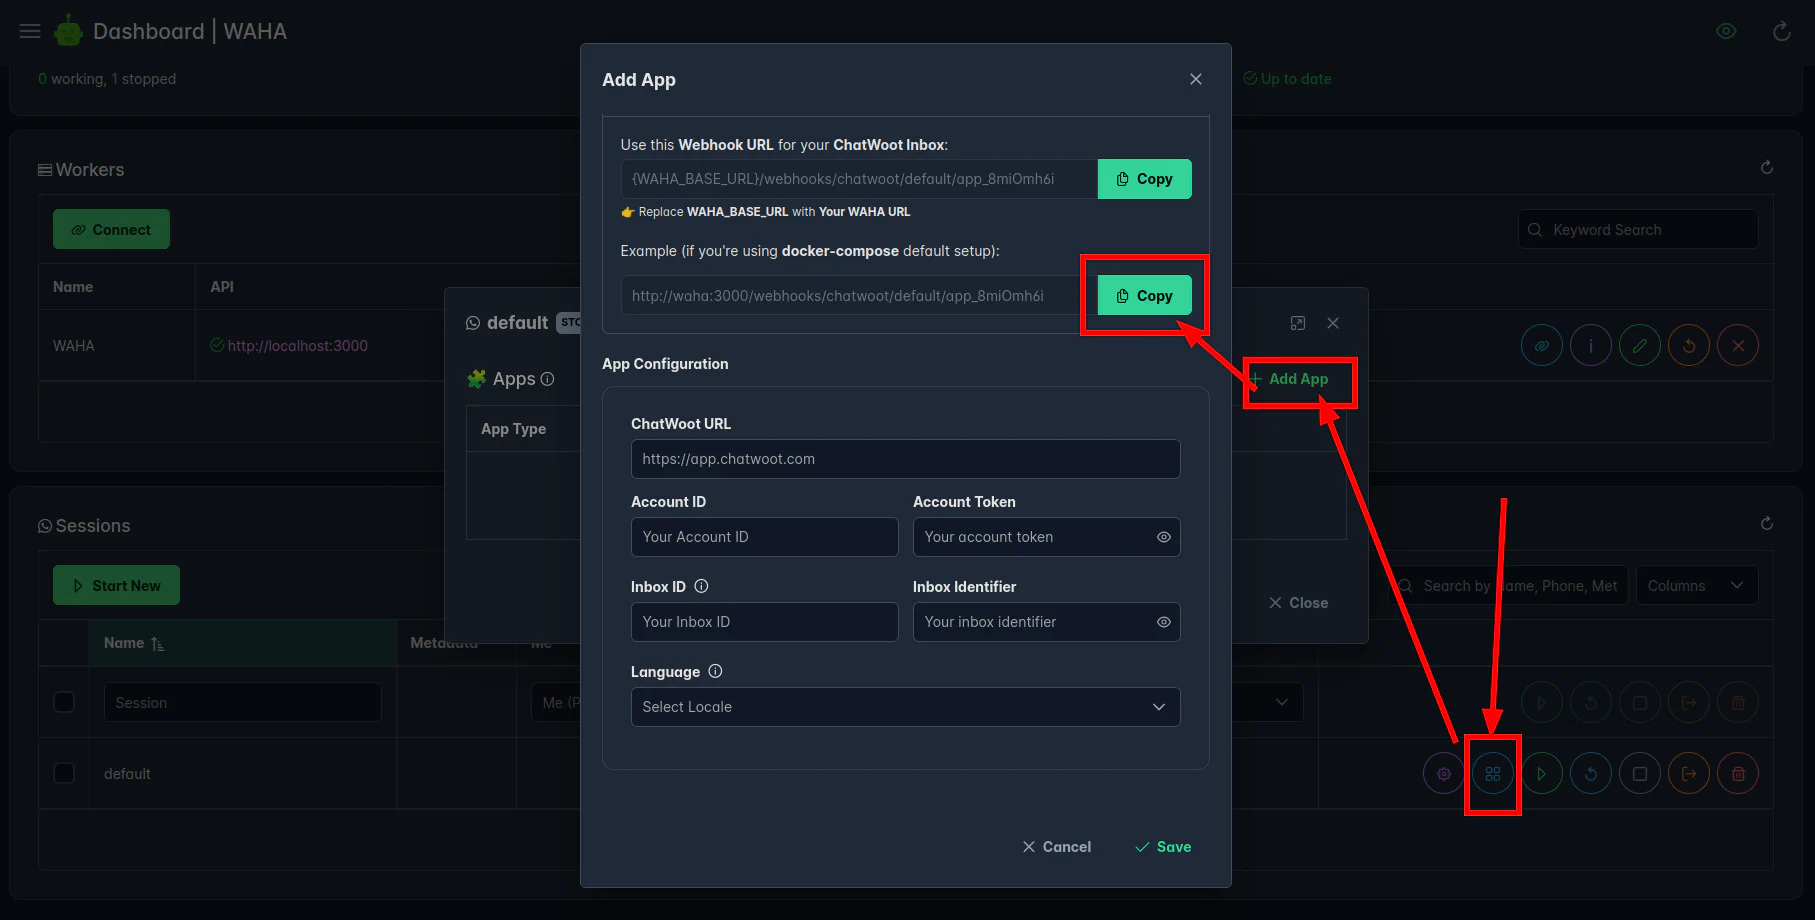 Dashboard | WAHA
0 working, 1 stopped
Up to date
Workers
Connect
Keyword Search
Name
API
WAHA
http://localhost:3000
default
Apps
Add App
App Type
Close
Sessions
Start New
Search by Name, Phone, Met
Columns
Name
Metadata
Me
Session
Me (P
default
Add App
Use this Webhook URL for your ChatWoot Inbox:
{WAHA_BASE_URL}/webhooks/chatwoot/default/app_8miOmh6i
Copy
👉 Replace WAHA_BASE_URL with Your WAHA URL
Example (if you're using docker-compose default setup):
http://waha:3000/webhooks/chatwoot/default/app_8miOmh6i
Copy
App Configuration
ChatWoot URL
https://app.chatwoot.com
Account ID
Account Token
Your Account ID
Your account token
Inbox ID
Inbox Identifier
Your Inbox ID
Your inbox identifier
Language
Select Locale
Cancel
Save